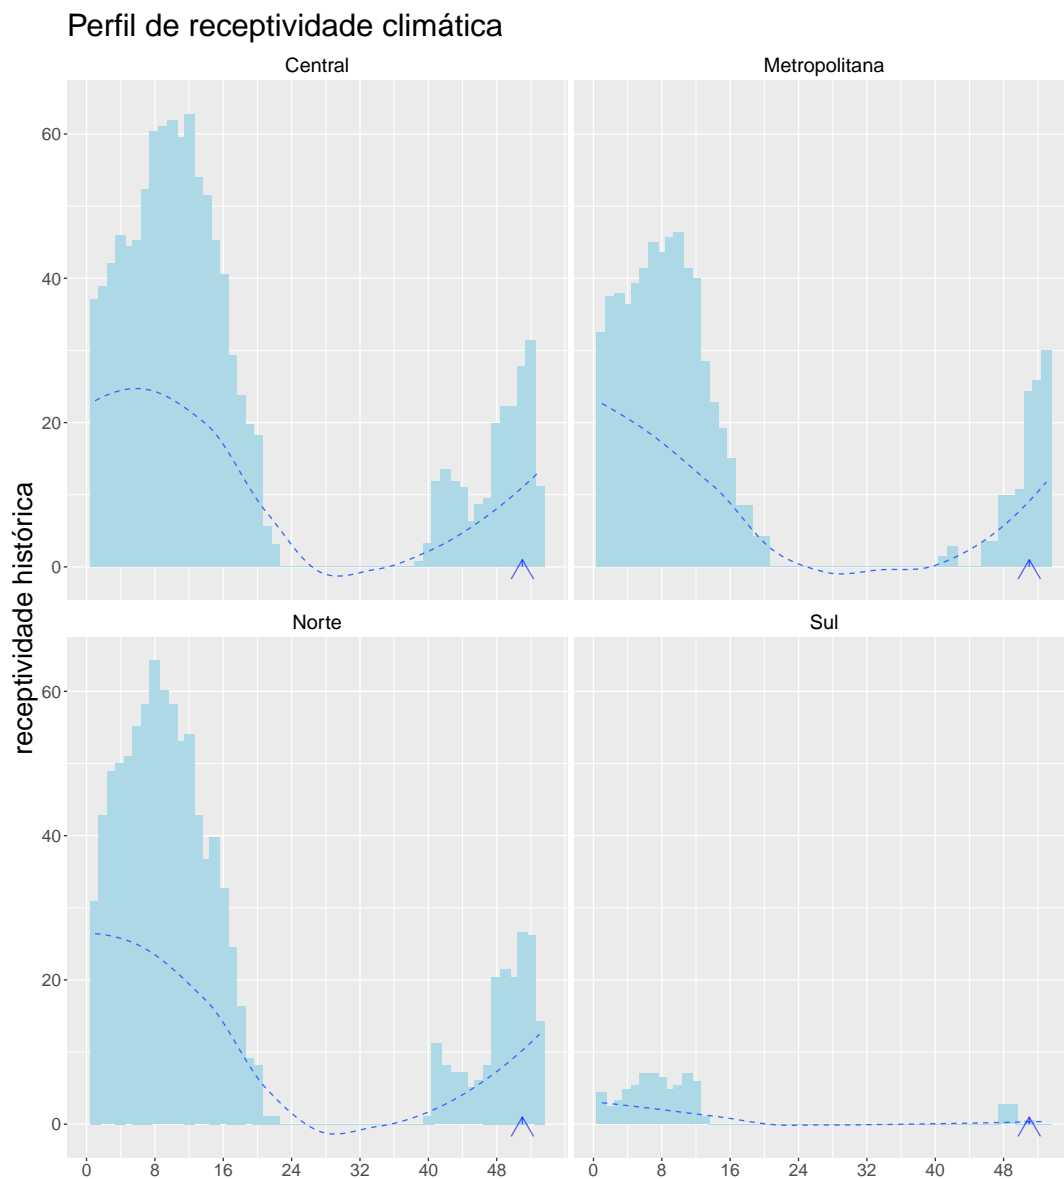 Perfil de receptividade climática
Central
Metropolitana
60
40
20
0
Norte
Sul
receptividade histórica
60
40
20
0
0 8 16 24 32 40 48
0 8 16 24 32 40 48